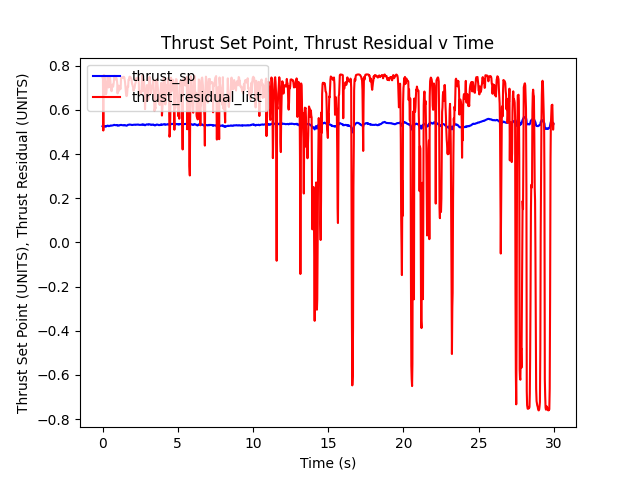 Thrust Set Point, Thrust Residual v Time
thrust_sp
thrust_residual_list
Thrust Set Point (UNITS), Thrust Residual (UNITS)
0.8
0.6
0.4
0.2
0.0
−0.2
−0.4
−0.6
−0.8
0 5 10 15 20 25 30
Time (s)